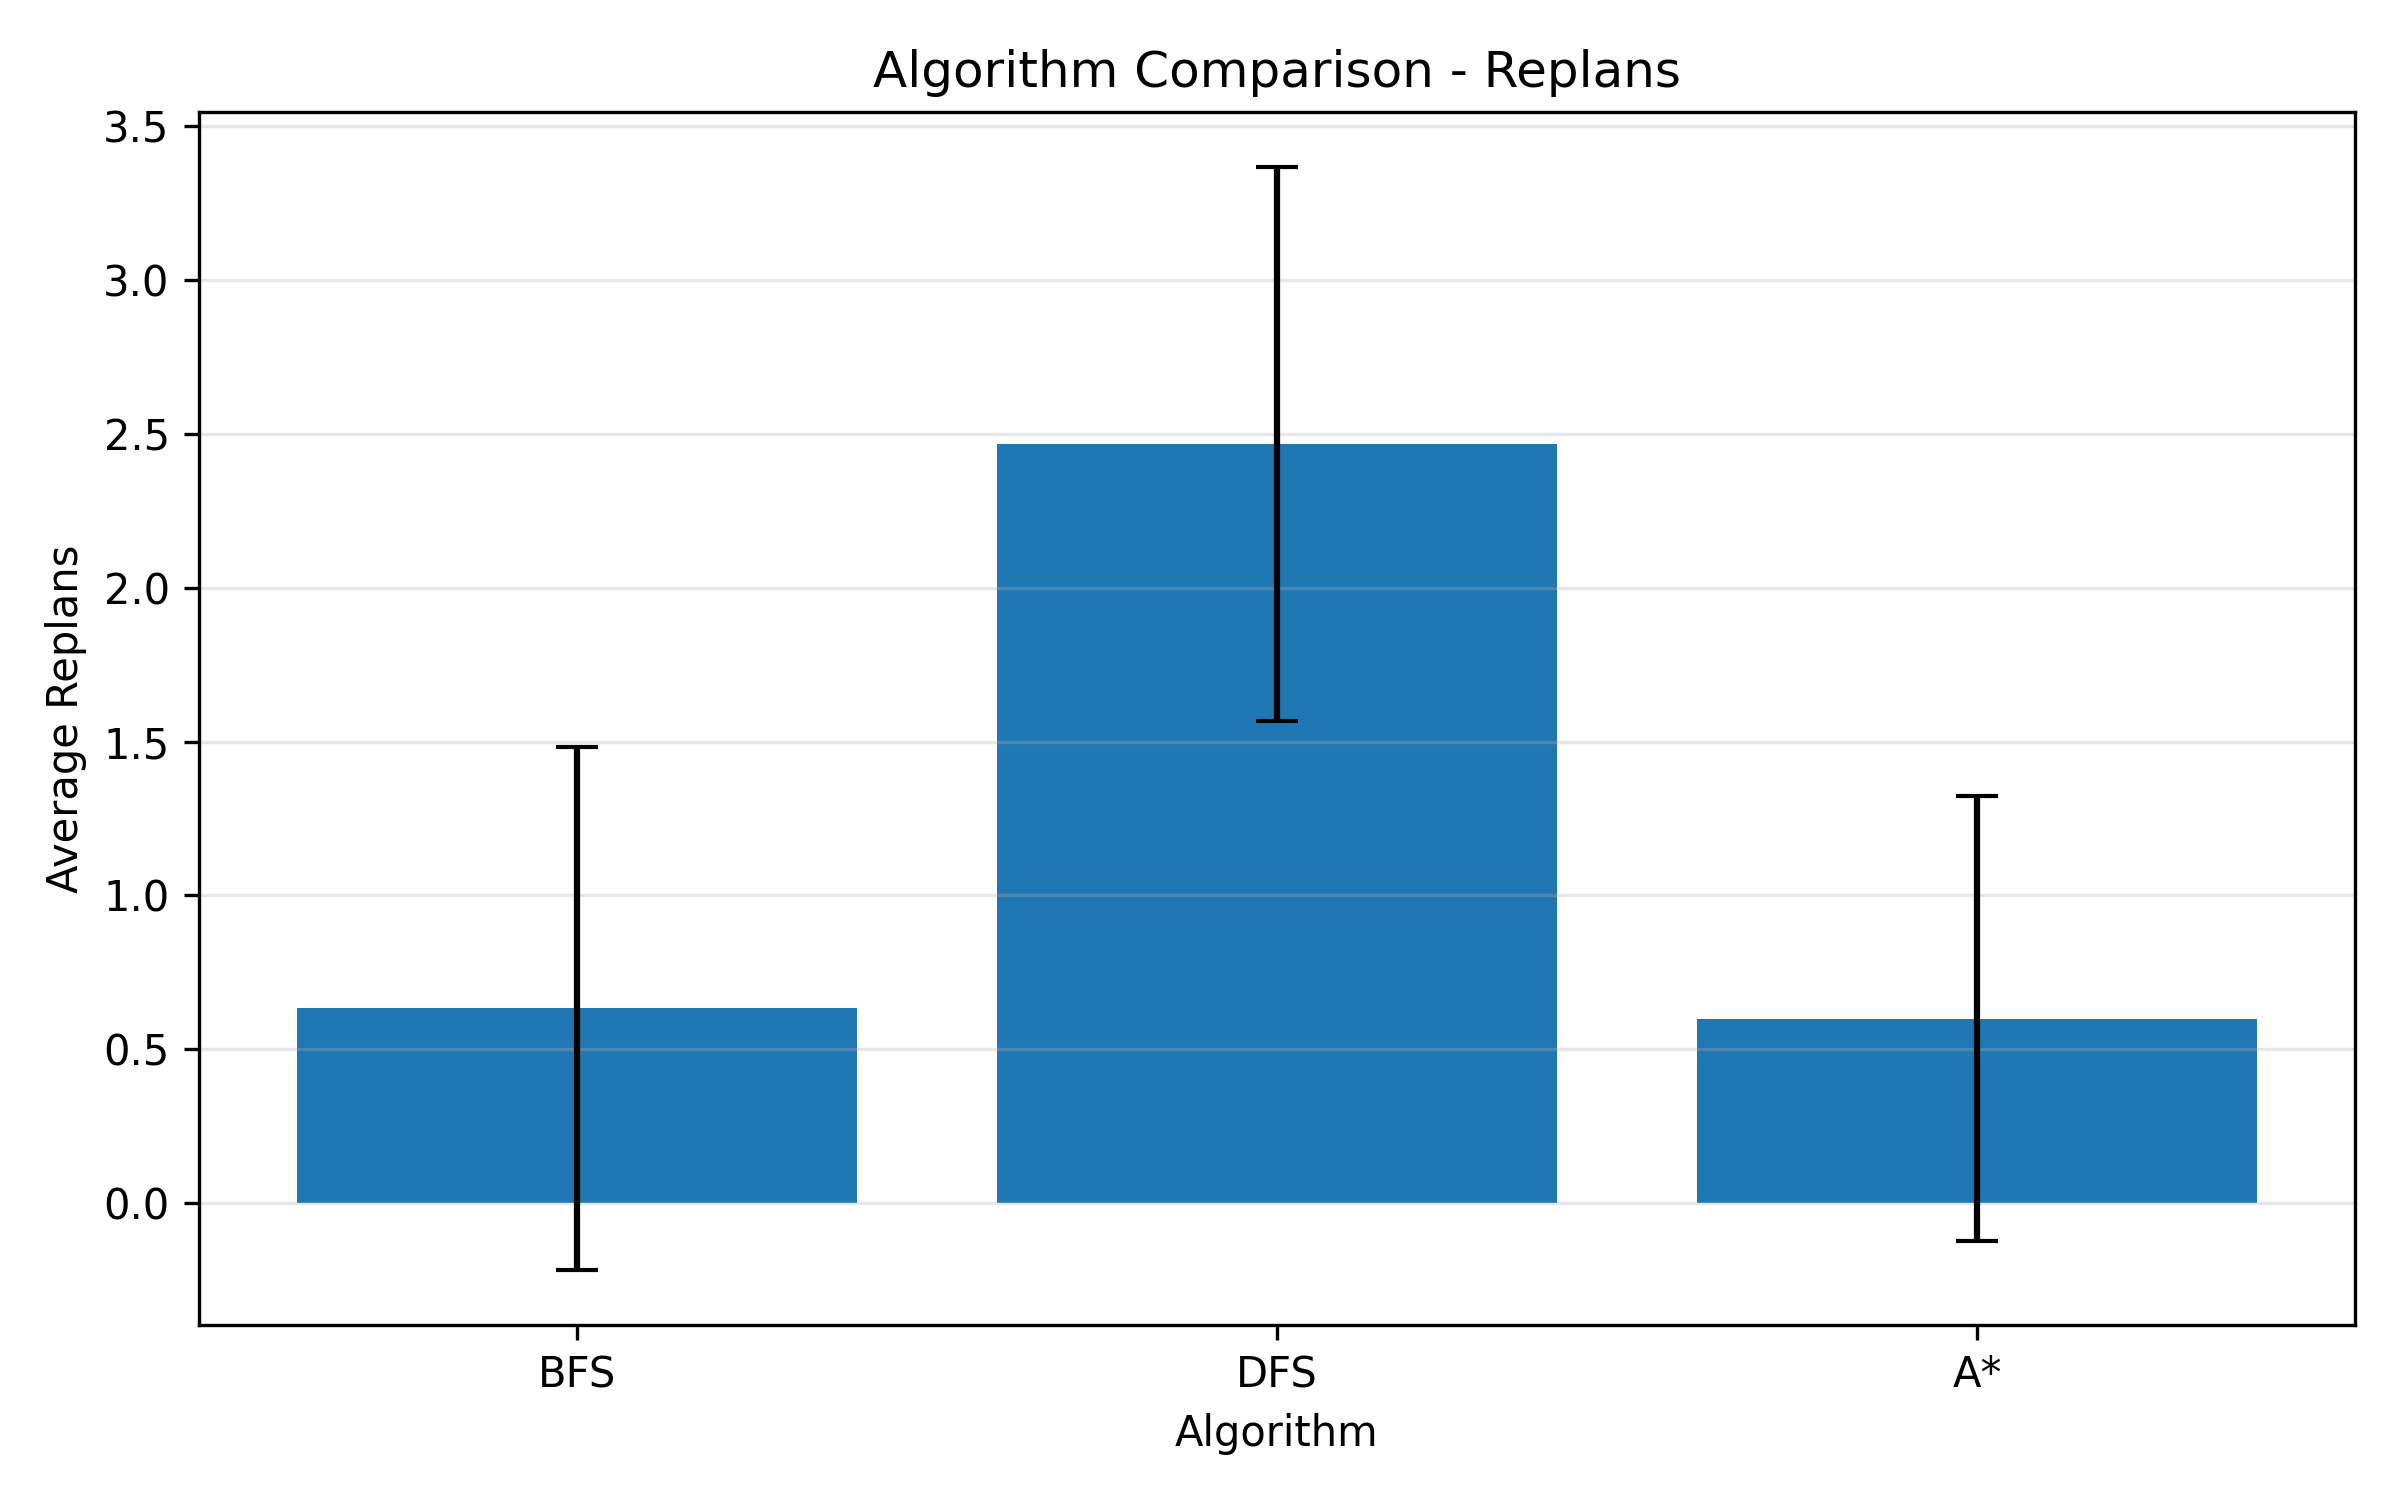 Algorithm Comparison - Replans
3.5
3.0
2.5
2.0
1.5
1.0
0.5
0.0
Average Replans
BFS
DFS
A*
Algorithm